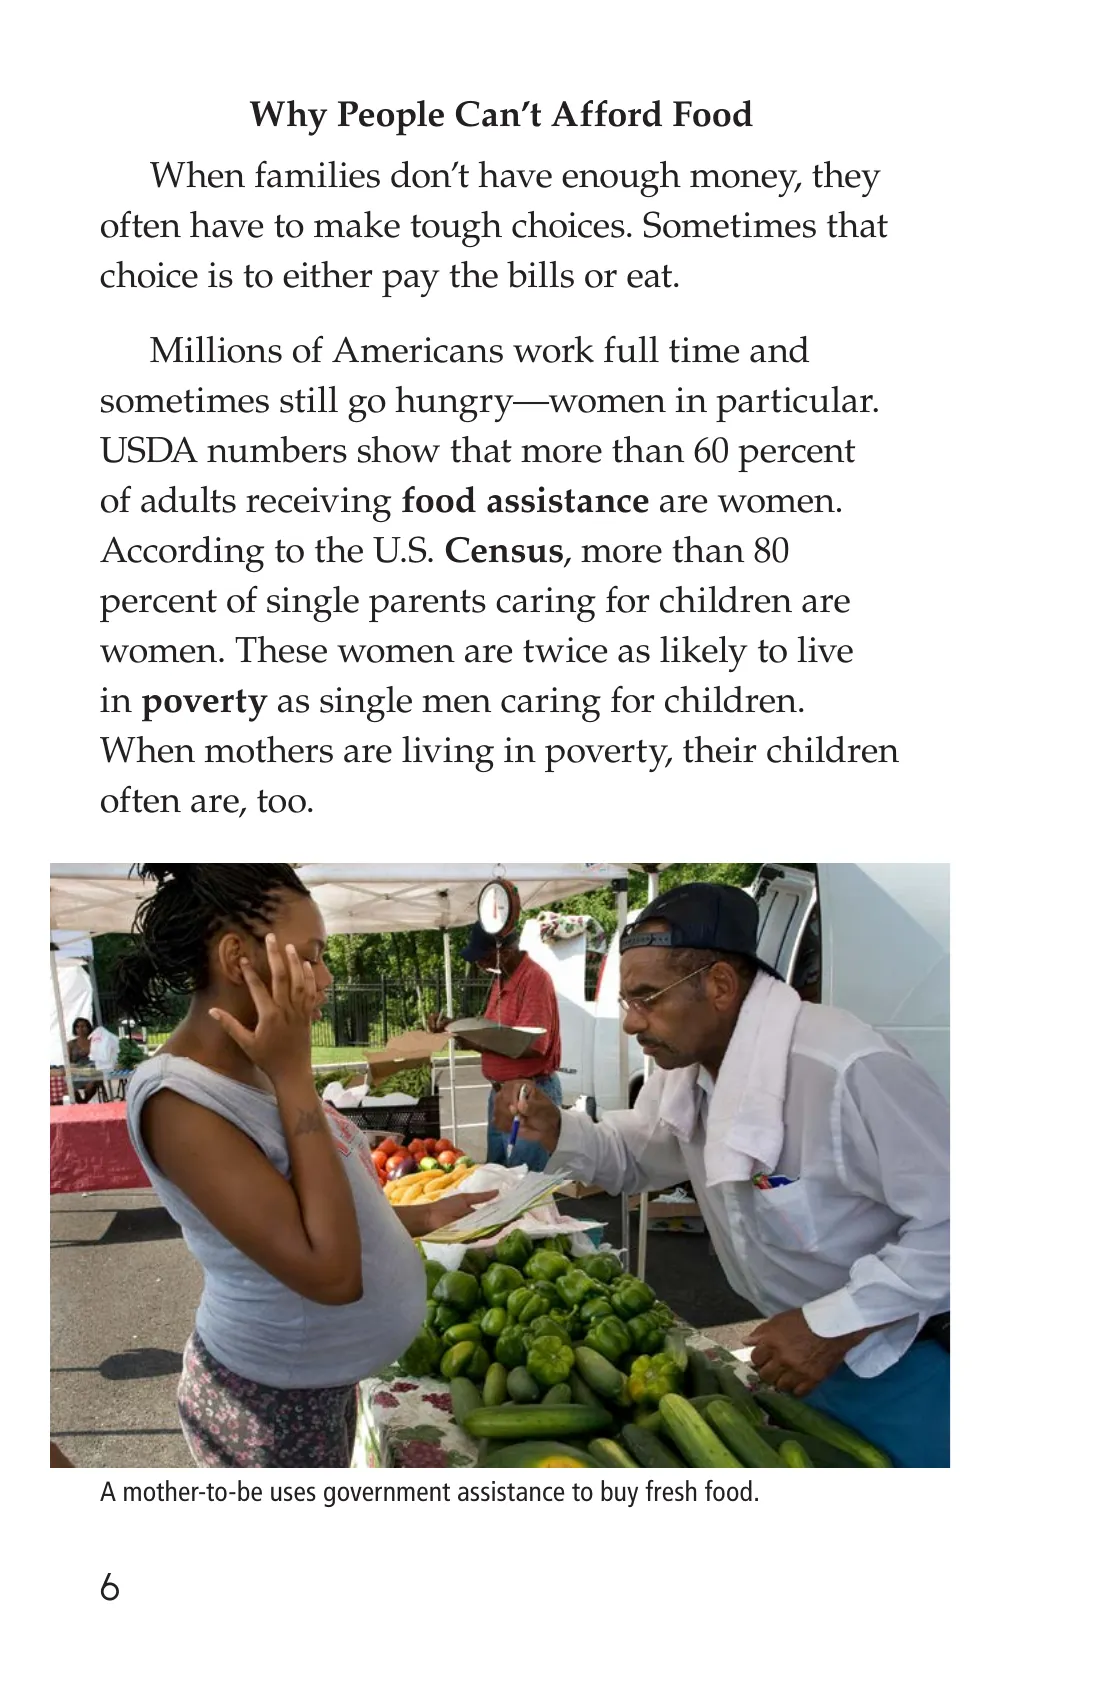 Why People Can’t Afford Food
When families don’t have enough money, they
often have to make tough choices. Sometimes that
choice is to either pay the bills or eat.
Millions of Americans work full time and
sometimes still go hungry—women in particular.
USDA numbers show that more than 60 percent
of adults receiving food assistance are women.
According to the U.S. Census, more than 80
percent of single parents caring for children are
women. These women are twice as likely to live
in poverty as single men caring for children.
When mothers are living in poverty, their children
often are, too.
A mother-to-be uses government assistance to buy fresh food.
6